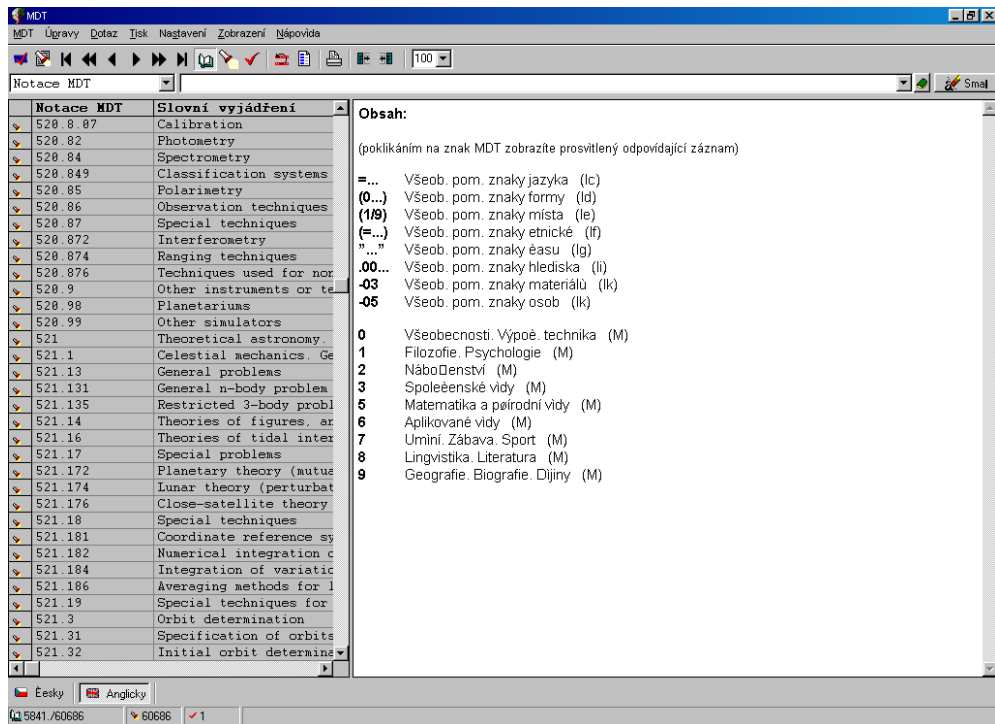 MDT
MDT Úpravy Dotaz Tisk Nastavení Zobrazení Nápovìda
100
Notace MDT
Smaž
Notace MDT Slovní vyjádření
520.8.07 Calibration
520.82 Photometry
520.84 Spectrometry
520.849 Classification systems
520.85 Polarimetry
520.86 Observation techniques
520.87 Special techniques
520.872 Interferometry
520.874 Ranging techniques
520.876 Techniques used for non
520.9 Other instruments or te
520.98 Planetariums
520.99 Other simulators
521 Theoretical astronomy.
521.1 Celestial mechanics. Ge
521.13 General problems
521.131 General n-body problem
521.135 Restricted 3-body probl
521.14 Theories of figures, an
521.16 Theories of tidal inter
521.17 Special problems
521.172 Planetary theory (mutua
521.174 Lunar theory (perturbat
521.176 Close-satellite theory
521.18 Special techniques
521.181 Coordinate reference sy
521.182 Numerical integration o
521.184 Integration of variatio
521.186 Averaging methods for l
521.19 Special techniques for
521.3 Orbit determination
521.31 Specification of orbits
521.32 Initial orbit determina
Obsah:
(poklikáním na znak MDT zobrazíte prosvìtlený odpovídající záznam)
=... Všeob. pom. znaky jazyka (Ic)
(0...) Všeob. pom. znaky formy (Id)
(1/9) Všeob. pom. znaky místa (Ie)
(=...) Všeob. pom. znaky etnické (If)
"..." Všeob. pom. znaky èasu (Ig)
.00... Všeob. pom. znaky hlediska (Ii)
-03 Všeob. pom. znaky materiálù (Ik)
-05 Všeob. pom. znaky osob (Ik)
0 Všeobecnosti. Výpoè. technika (M)
1 Filozofie. Psychologie (M)
2 Nábo□enství (M)
3 Spoleèenské vìdy (M)
5 Matematika a pøírodní vìdy (M)
6 Aplikované vìdy (M)
7 Umìní. Zábava. Sport (M)
8 Lingvistika. Literatura (M)
9 Geografie. Biografie. Dìjiny (M)
Èesky Anglicky
5841./60686 60686 1